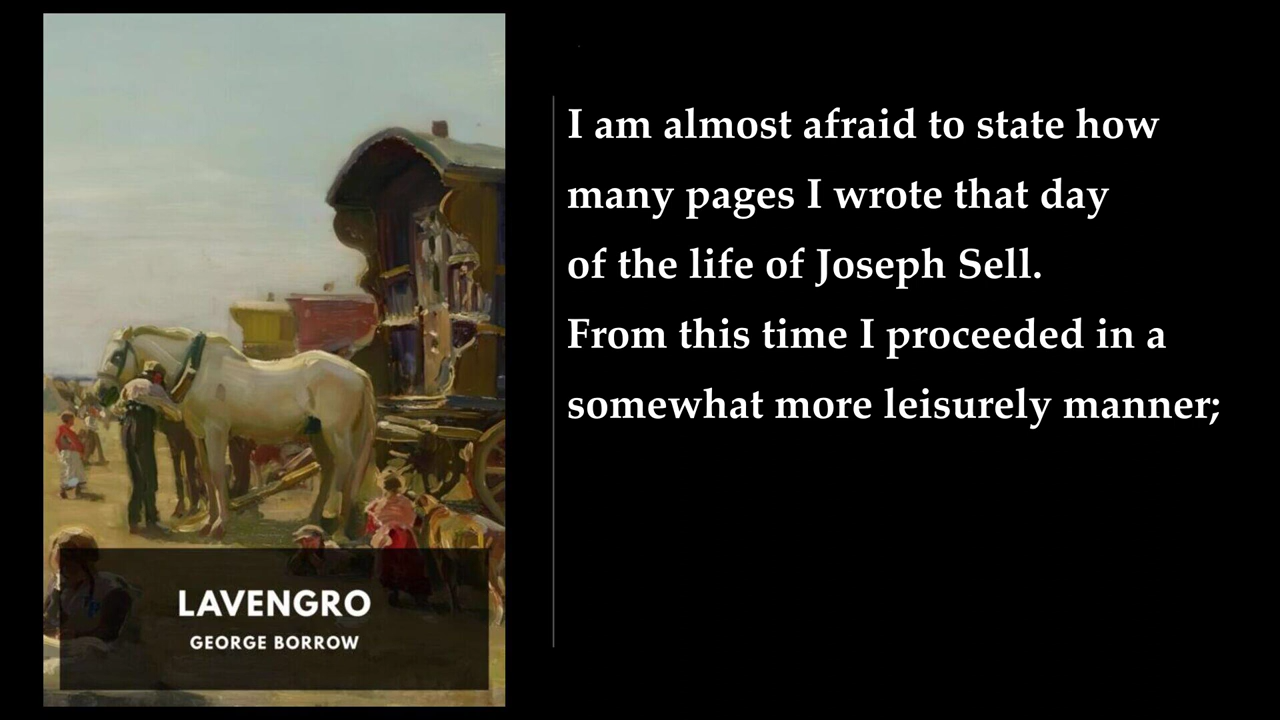 LAVENGRO
GEORGE BORROW
I am almost afraid to state how
many pages I wrote that day
of the life of Joseph Sell.
From this time I proceeded in a
somewhat more leisurely manner;